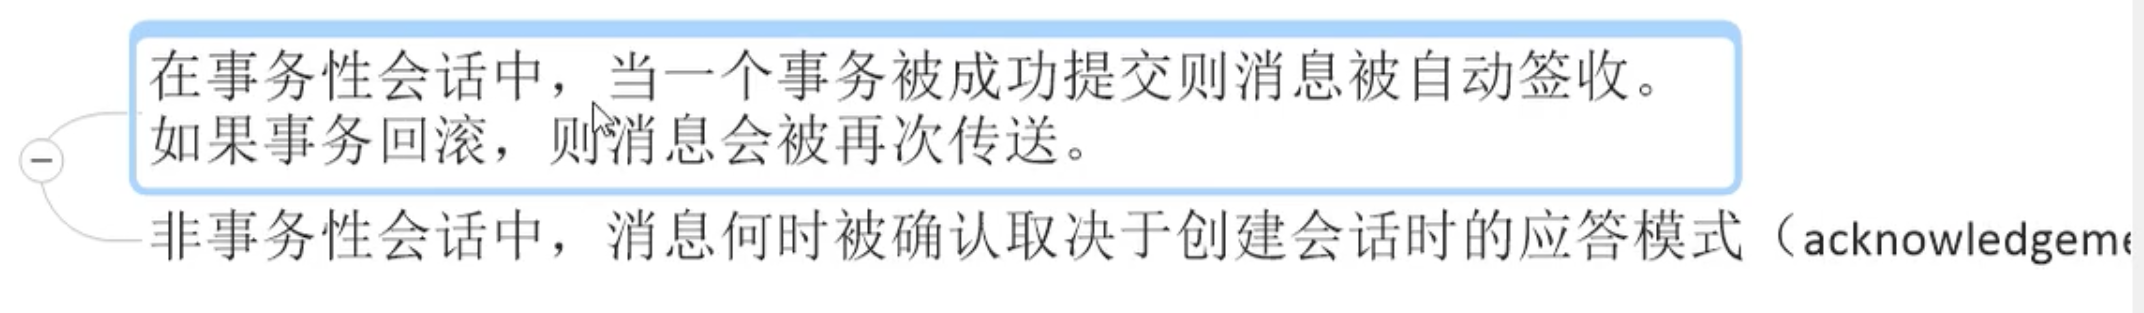 在事务性会话中，当一个事务被成功提交则消息被自动签收。
如果事务回滚，则消息会被再次传送。
非事务性会话中，消息何时被确认取决于创建会话时的应答模式（acknowledgeme